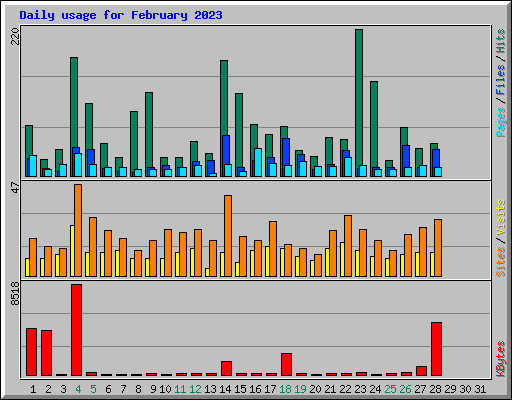 Daily usage for February 2023
220
Pages / Files / Hits
47
Sites / Visits
8518
KBytes
1 2 3 4 5 6 7 8 9 10 11 12 13 14 15 16 17 18 19 20 21 22 23 24 25 26 27 28 29 30 31